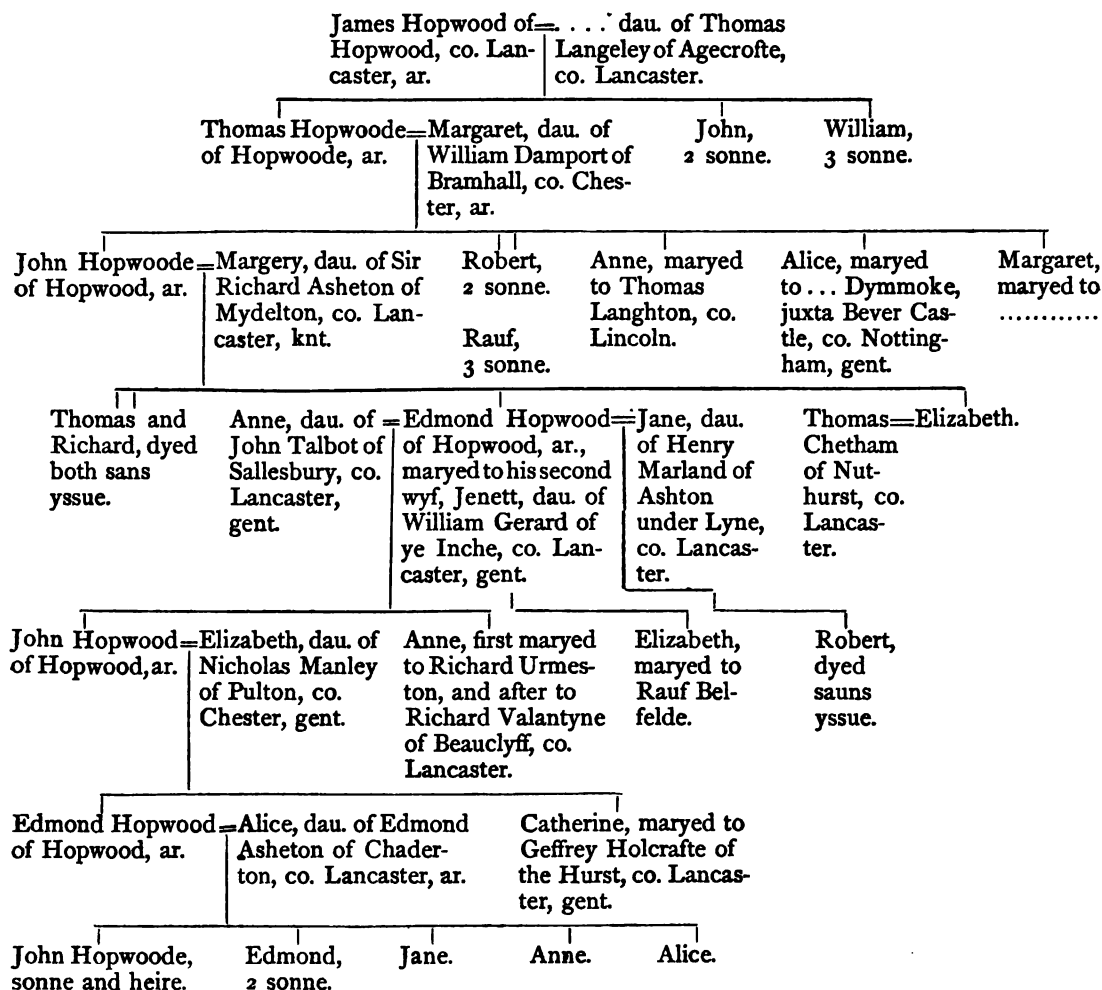 James Hopwood of=. . . . dau. of Thomas
Hopwood, co. Lan-
caster, ar.
Langeley of Agecrofte,
co. Lancaster.
Thomas Hopwoode=
of Hopwoode, ar.
Margaret, dau. of
William Damport of
Bramhall, co. Ches-
ter, ar.
John,
2 sonne.
William,
3 sonne.
John Hopwoode=
of Hopwood, ar.
Margery, dau. of Sir
Richard Asheton of
Mydelton, co. Lan-
caster, knt.
Robert,
2 sonne.
Rauf,
3 sonne.
Anne, maryed
to Thomas
Langhton, co.
Lincoln.
Alice, maryed
to ... Dymmoke,
juxta Bever Cas-
tle, co. Notting-
ham, gent.
Margaret,
maryed to
............
Thomas and
Richard, dyed
both sans
yssue.
Anne, dau. of =
John Talbot of
Sallesbury, co.
Lancaster,
gent.
Edmond Hopwood=
of Hopwood, ar.,
maryed to his second
wyf, Jenett, dau. of
William Gerard of
ye Inche, co. Lan-
caster, gent.
Jane, dau.
of Henry
Marland of
Ashton
under Lyne,
co. Lancas-
ter.
Thomas=Elizabeth.
Chetham
of Nut-
hurst, co.
Lancas-
ter.
John Hopwood=
of Hopwood, ar.
Elizabeth, dau. of
Nicholas Manley
of Pulton, co.
Chester, gent.
Anne, first maryed
to Richard Urmes-
ton, and after to
Richard Valantyne
of Beauclyff, co.
Lancaster.
Elizabeth,
maryed to
Rauf Bel-
felde.
Robert,
dyed
sauns
yssue.
Edmond Hopwood=
of Hopwood, ar.
Alice, dau. of Edmond
Asheton of Chader-
ton, co. Lancaster, ar.
Catherine, maryed to
Geffrey Holcrafte of
the Hurst, co. Lancas-
ter, gent.
John Hopwoode,
sonne and heire.
Edmond,
2 sonne.
Jane.
Anne.
Alice.